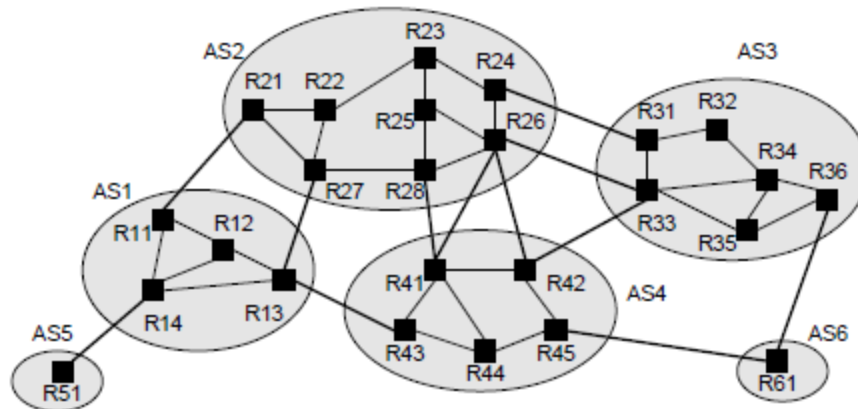 R23
AS2
R24
AS3
R21
R22
R31
R32
R25
R26
R34
R36
AS1
R27
R28
R33
R12
R11
R35
R41
R42
AS4
R14
R13
AS5
AS6
R43
R45
R44
R51
R61